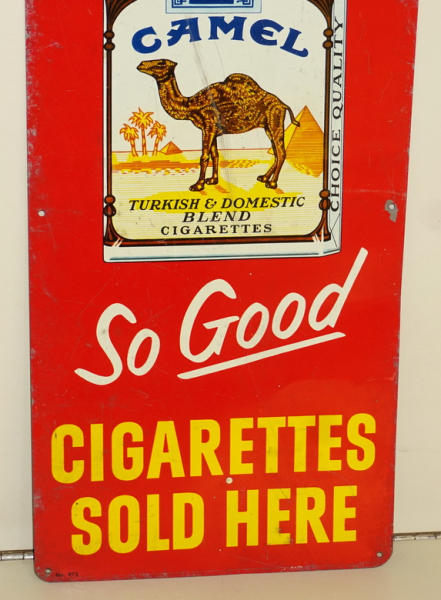 CAMEL
CHOICE QUALITY
TURKISH & DOMESTIC
BLEND
CIGARETTES
So Good
CIGARETTES
SOLD HERE